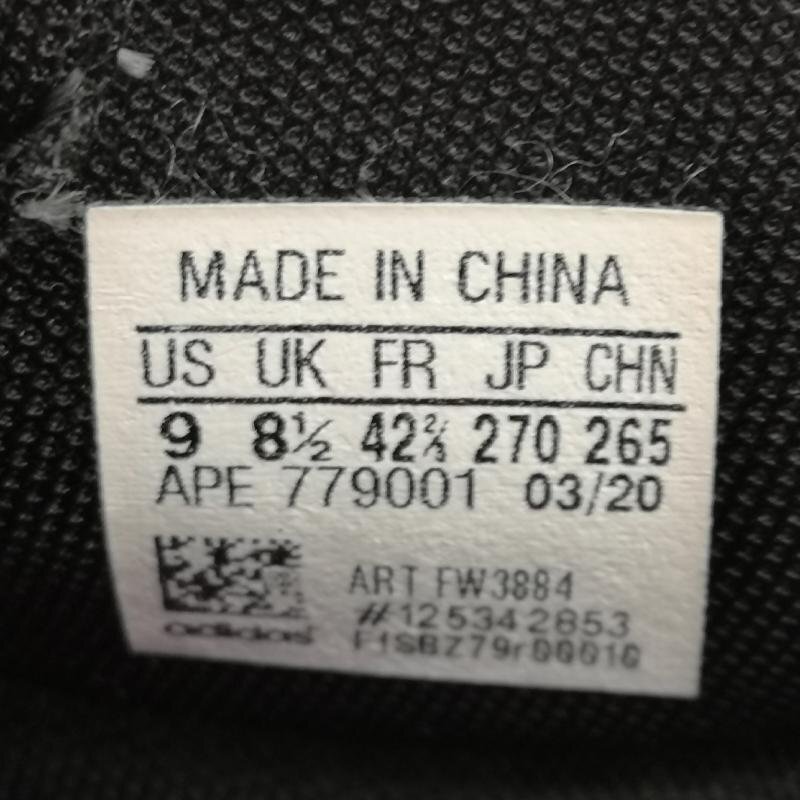 MADE IN CHINA
US UK FR JP CHN
9 8½ 42⅔ 270 265
APE 779001 03/20
ART FW3884
#125342853
adidas